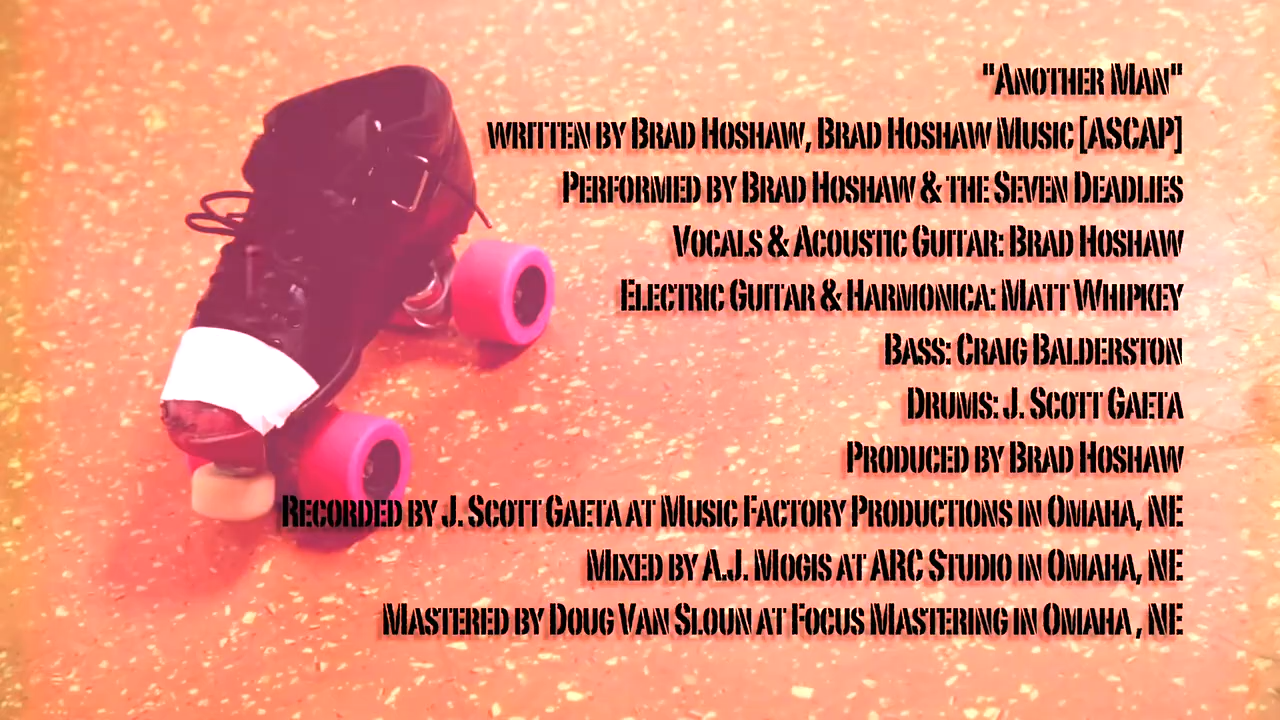 "Another Man"
written by Brad Hoshaw, Brad Hoshaw Music [ASCAP]
Performed by Brad Hoshaw & the Seven Deadlies
Vocals & Acoustic Guitar: Brad Hoshaw
Electric Guitar & Harmonica: Matt Whipkey
Bass: Craig Balderston
Drums: J. Scott Gaeta
Produced by Brad Hoshaw
Recorded by J. Scott Gaeta at Music Factory Productions in Omaha, NE
Mixed by A.J. Mogis at ARC Studio in Omaha, NE
Mastered by Doug Van Sloun at Focus Mastering in Omaha , NE